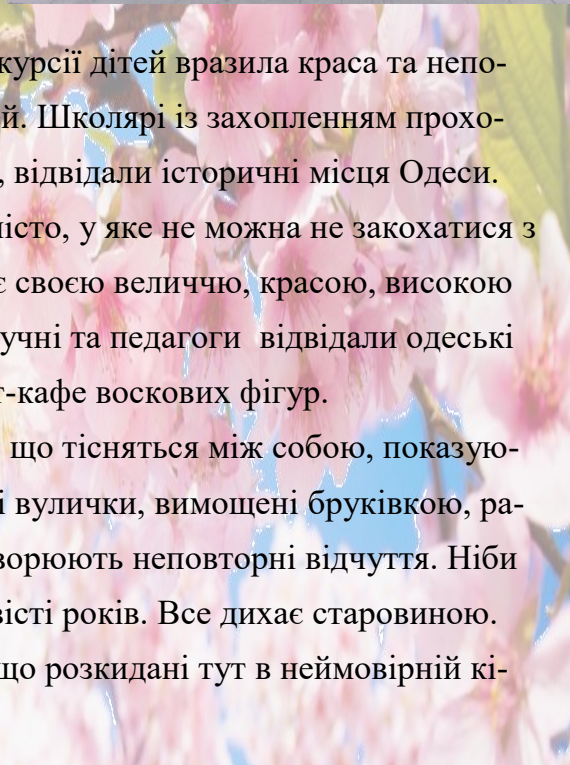 курсії дітей вразила краса та непо-
й. Школярі із захопленням прохо-
, відвідали історичні місця Одеси.
місто, у яке не можна не закохатися з
є своєю величчю, красою, високою
учні та педагоги відвідали одеські
т-кафе воскових фігур.
що тісняться між собою, показую-
і вулички, вимощені бруківкою, ра-
ворюють неповторні відчуття. Ніби
вісті років. Все дихає старовиною.
що розкидані тут в неймовірній кі-